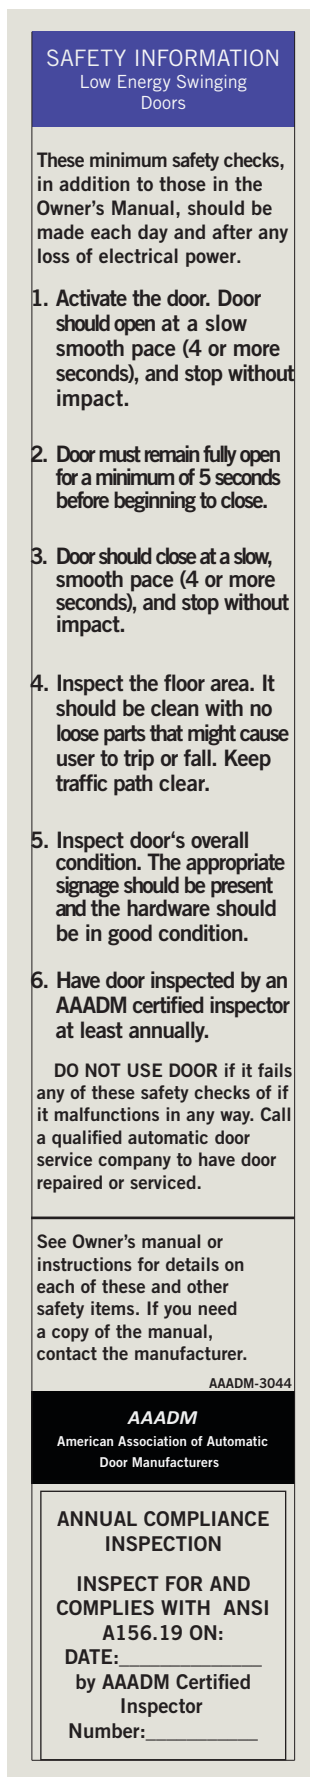 SAFETY INFORMATION
Low Energy Swinging
Doors
These minimum safety checks,
in addition to those in the
Owner’s Manual, should be
made each day and after any
loss of electrical power.
1. Activate the door. Door
should open at a slow
smooth pace (4 or more
seconds), and stop without
impact.
2. Door must remain fully open
for a minimum of 5 seconds
before beginning to close.
3. Door should close at a slow,
smooth pace (4 or more
seconds), and stop without
impact.
4. Inspect the floor area. It
should be clean with no
loose parts that might cause
user to trip or fall. Keep
traffic path clear.
5. Inspect door‘s overall
condition. The appropriate
signage should be present
and the hardware should
be in good condition.
6. Have door inspected by an
AAADM certified inspector
at least annually.
DO NOT USE DOOR if it fails
any of these safety checks of if
it malfunctions in any way. Call
a qualified automatic door
service company to have door
repaired or serviced.
See Owner’s manual or
instructions for details on
each of these and other
safety items. If you need
a copy of the manual,
contact the manufacturer.
AAADM-3044
AAADM
American Association of Automatic
Door Manufacturers
ANNUAL COMPLIANCE
INSPECTION
INSPECT FOR AND
COMPLIES WITH ANSI
A156.19 ON:
DATE:______________
by AAADM Certified
Inspector
Number:___________